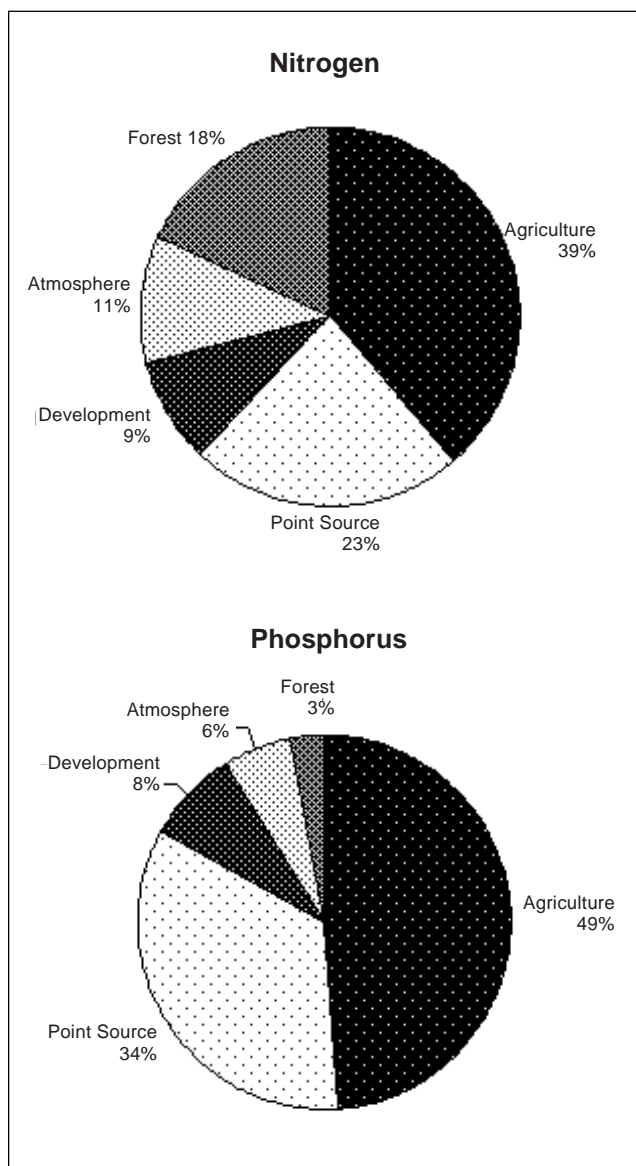 Nitrogen
Forest 18%
Agriculture
39%
Atmosphere
11%
Development
9%
Point Source
23%
Phosphorus
Forest
3%
Atmosphere
6%
Development
8%
Agriculture
49%
Point Source
34%